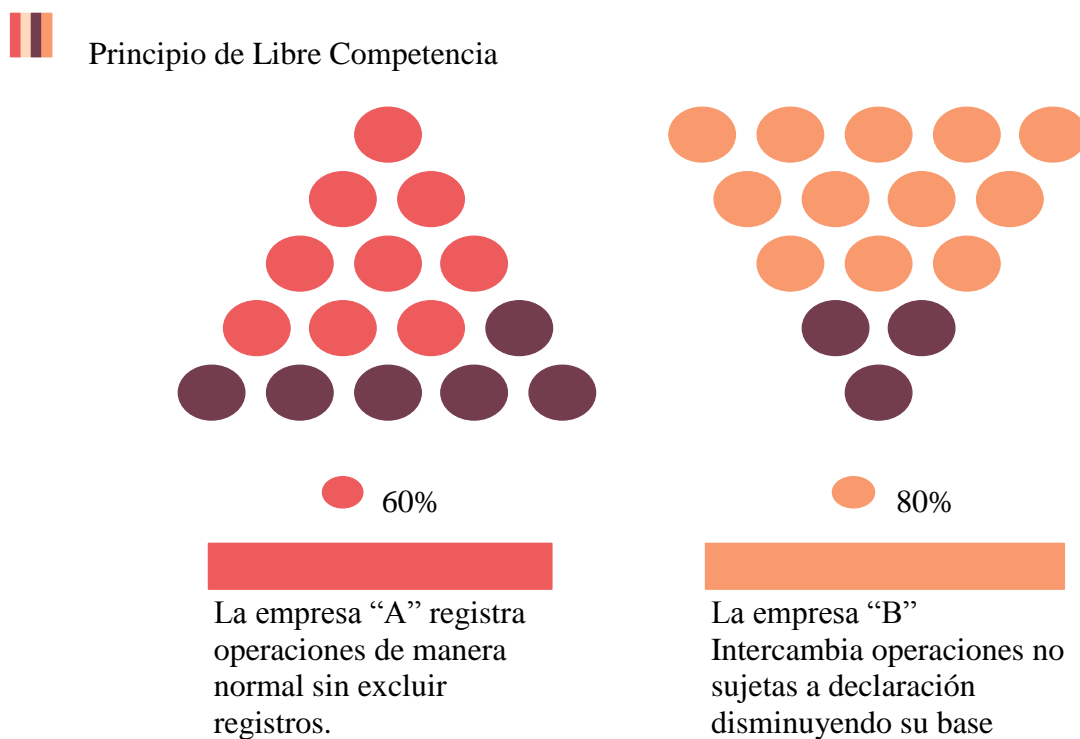 Principio de Libre Competencia
60%
80%
La empresa “A” registra
operaciones de manera
normal sin excluir
registros.
La empresa “B”
Intercambia operaciones no
sujetas a declaración
disminuyendo su base